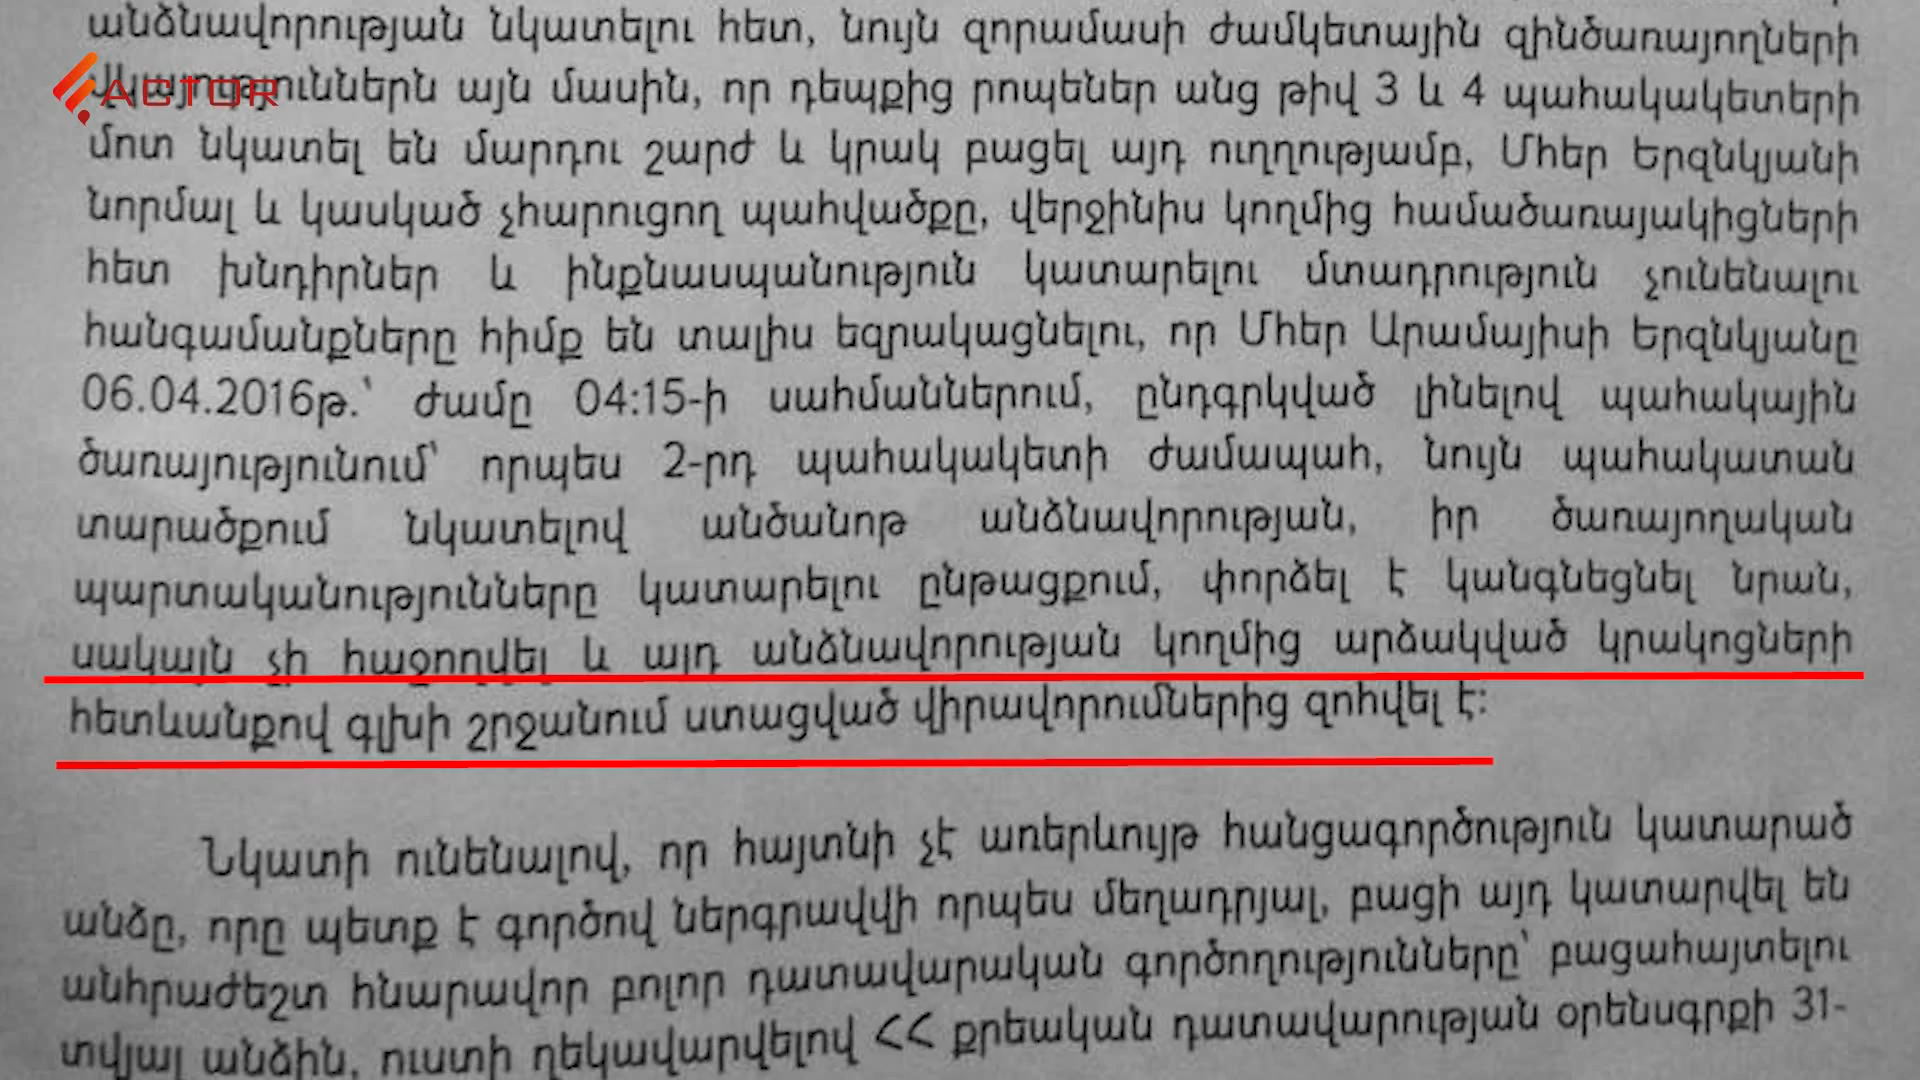 անձնավորության նկատելու հետ, նույն զորամասի ժամկետային զինծառայողների
ACTOR
վկայություններն այն մասին, որ դեպքից րոպեներ անց թիվ 3 և 4 պահակակետերի
մոտ նկատել են մարդու շարժ և կրակ բացել այդ ուղղությամբ, Մհեր Երզնկյանի
նորմալ և կասկած չհարուցող պահվածքը, վերջինիս կողմից համածառայակիցների
հետ խնդիրներ և ինքնասպանություն կատարելու մտադրություն չունենալու
հանգամանքները հիմք են տալիս եզրակացնելու, որ Մհեր Արամայիսի Երզնկյանը
06.04.2016թ.՝ ժամը 04:15-ի սահմաններում, ընդգրկված լինելով պահակային
ծառայությունում՝ որպես 2-րդ պահակակետի ժամապահ, նույն պահակատան
տարածքում նկատելով անծանոթ անձնավորության, իր ծառայողական
պարտականությունները կատարելու ընթացքում, փորձել է կանգնեցնել նրան,
սակայն չի հաջողվել և այդ անձնավորության կողմից արձակված կրակոցների
հետևանքով գլխի շրջանում ստացված վիրավորումներից զոհվել է:
Նկատի ունենալով, որ հայտնի չէ առերևույթ հանցագործություն կատարած
անձը, որը պետք է գործով ներգրավվի որպես մեղադրյալ, բացի այդ կատարվել են
անհրաժեշտ հնարավոր բոլոր դատավարական գործողությունները՝ բացահայտելու
տվյալ անձին, ուստի ղեկավարվելով ՀՀ քրեական դատավարության օրենսգրքի 31-